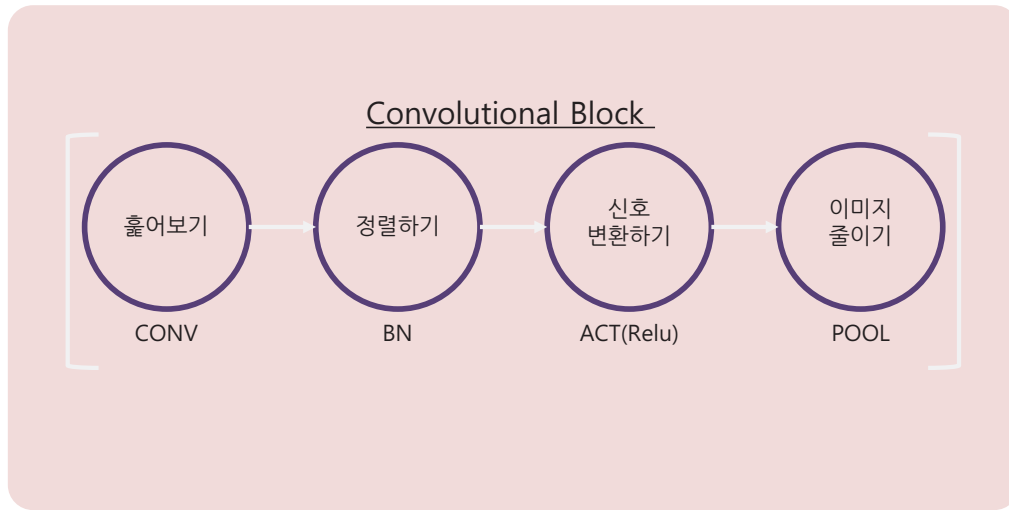 Convolutional Block
훑어보기
정렬하기
신호
변환하기
이미지
줄이기
CONV
BN
ACT(Relu)
POOL